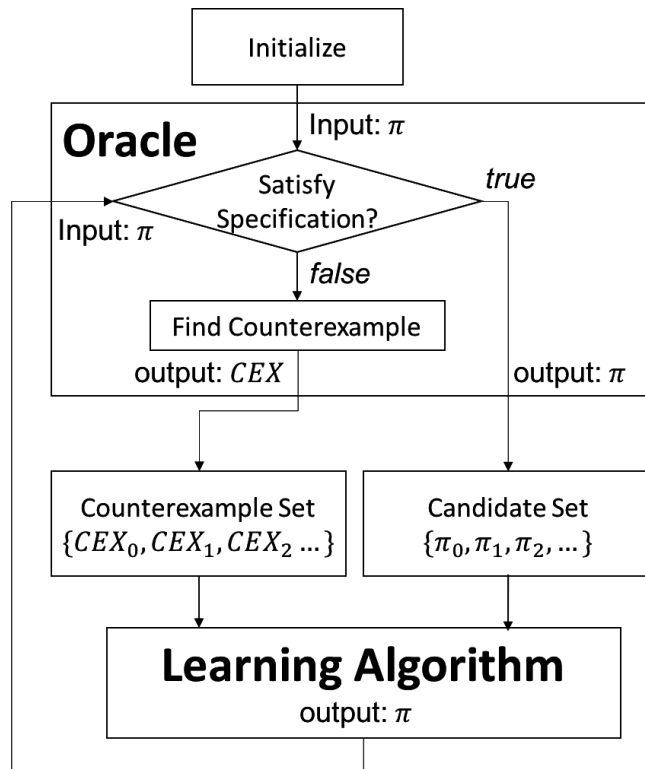 Initialize
Input: π
Oracle
true
Satisfy
Specification?
Input: π
false
Find Counterexample
output: CEX
output: π
Counterexample Set
{CEX₀, CEX₁, CEX₂ ...}
Candidate Set
{π₀, π₁, π₂, ...}
Learning Algorithm
output: π